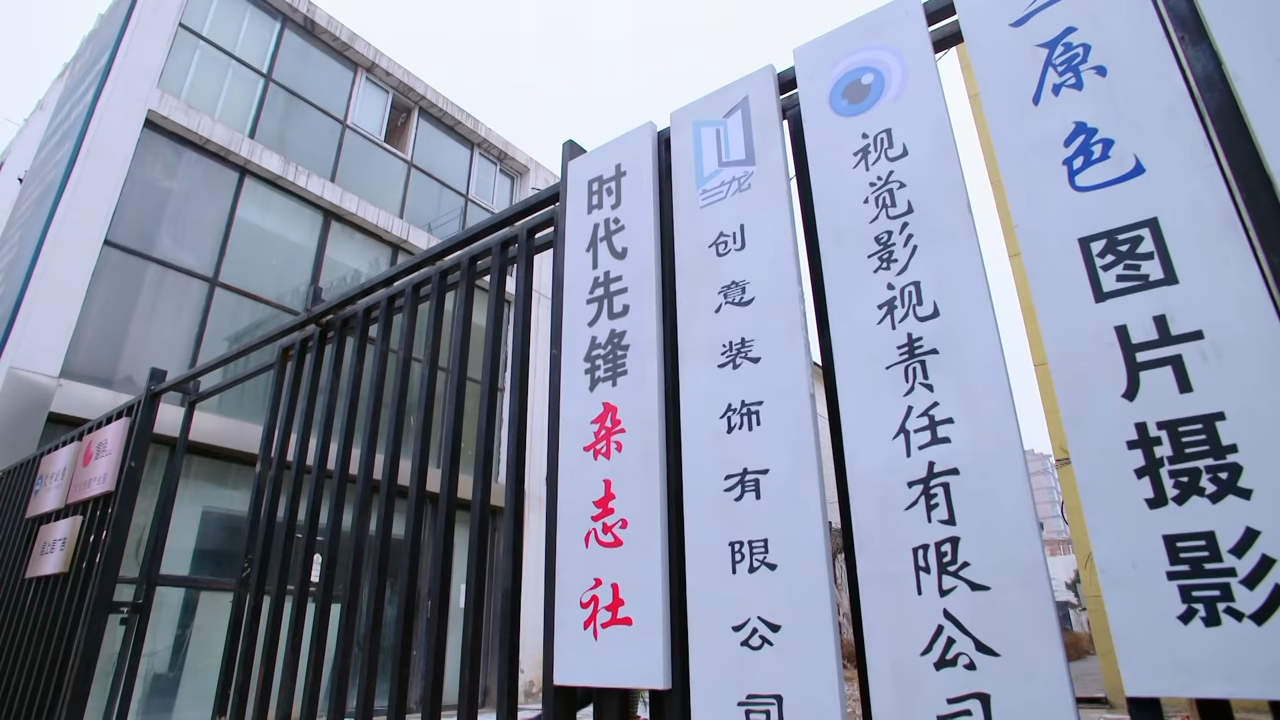 时代先锋杂志社
兰龙
创意装饰有限公司
视觉影视责任有限公司
原色图片摄影